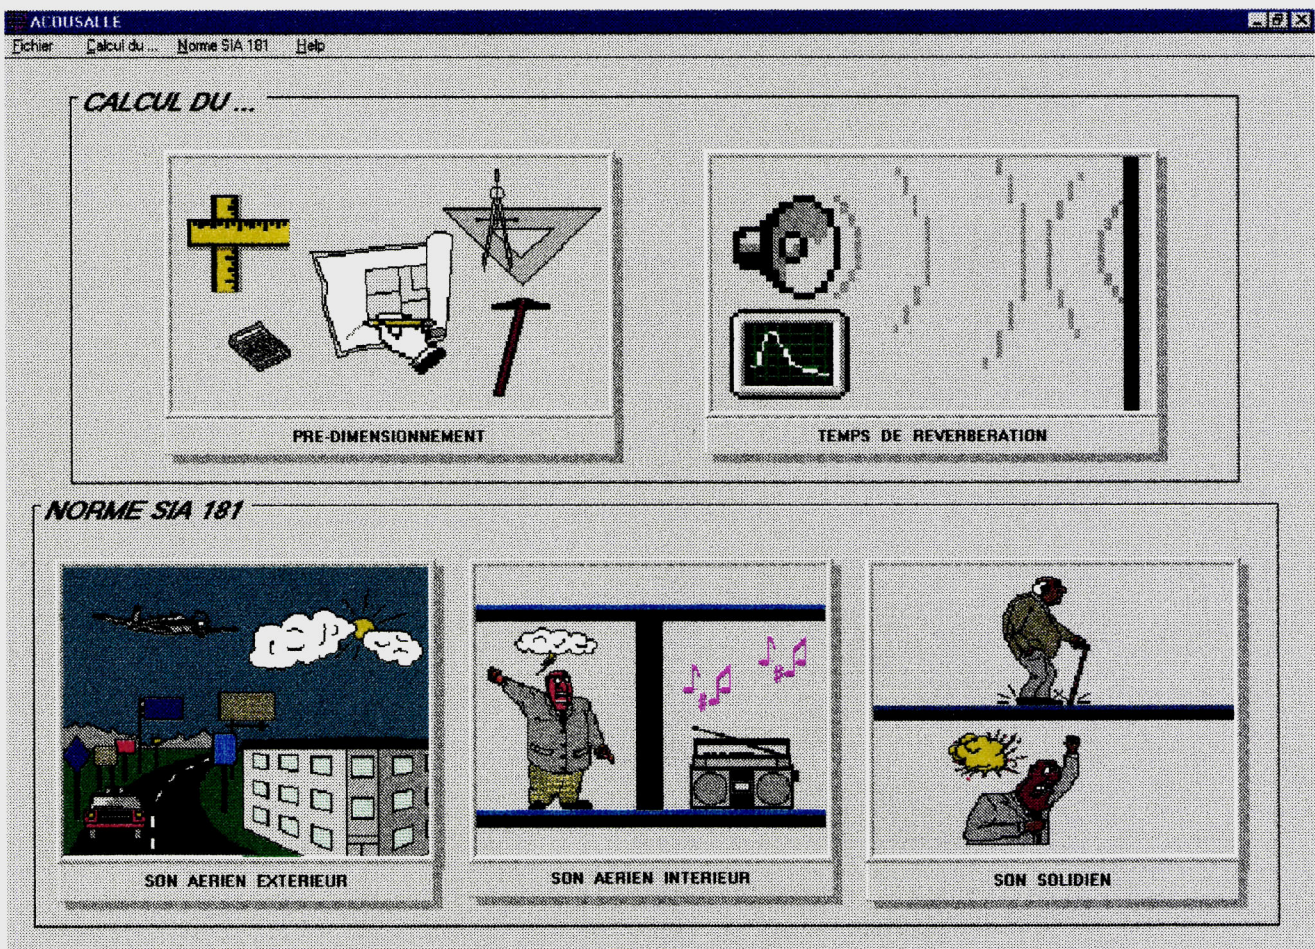 ACOUSALLE
Fichier Calcul du ... Norme SIA 181 Help
CALCUL DU ...
PRE-DIMENSIONNEMENT
TEMPS DE REVERBERATION
NORME SIA 181
SON AERIEN EXTERIEUR
SON AERIEN INTERIEUR
SON SOLIDIEN